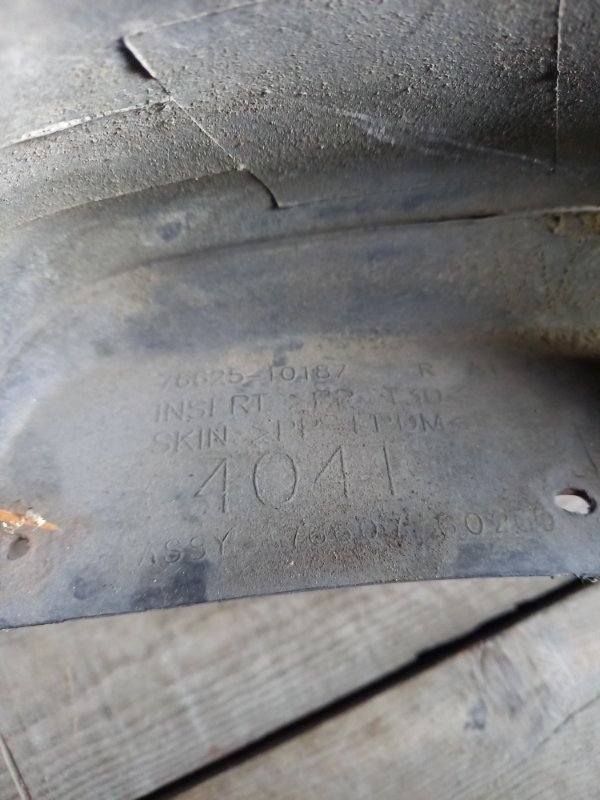 76625-10187 R
INSERT >PP-T30<
SKIN >PP+EPDM<
4041
ASSY